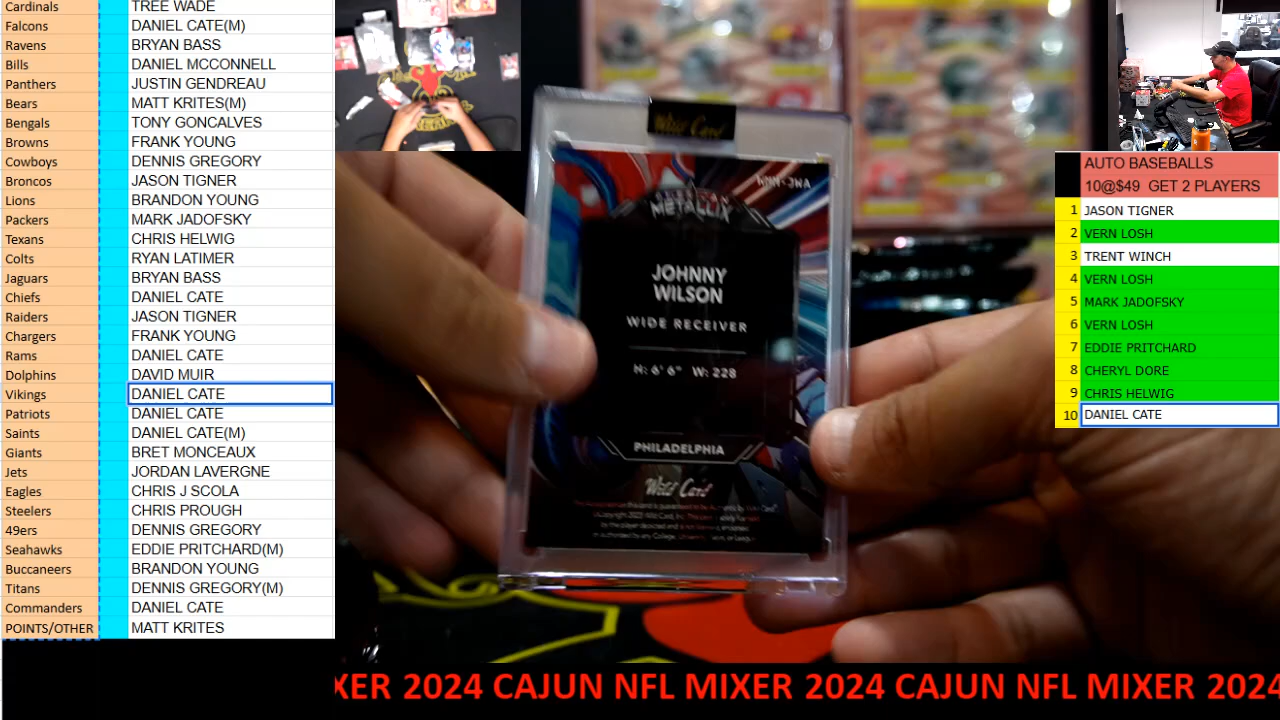 Cardinals TREE WADE
Falcons DANIEL CATE(M)
Ravens BRYAN BASS
Bills DANIEL MCCONNELL
Panthers JUSTIN GENDREAU
Bears MATT KRITES(M)
Bengals TONY GONCALVES
Browns FRANK YOUNG
Cowboys DENNIS GREGORY
Broncos JASON TIGNER
Lions BRANDON YOUNG
Packers MARK JADOFSKY
Texans CHRIS HELWIG
Colts RYAN LATIMER
Jaguars BRYAN BASS
Chiefs DANIEL CATE
Raiders JASON TIGNER
Chargers FRANK YOUNG
Rams DANIEL CATE
Dolphins DAVID MUIR
Vikings DANIEL CATE
Patriots DANIEL CATE
Saints DANIEL CATE(M)
Giants BRET MONCEAUX
Jets JORDAN LAVERGNE
Eagles CHRIS J SCOLA
Steelers CHRIS PROUGH
49ers DENNIS GREGORY
Seahawks EDDIE PRITCHARD(M)
Buccaneers BRANDON YOUNG
Titans DENNIS GREGORY(M)
Commanders DANIEL CATE
POINTS/OTHER MATT KRITES
Wild Card
METALLIX
JOHNNY
WILSON
WIDE RECEIVER
H: 6' 6" W: 228
PHILADELPHIA
Wild Card
AUTO BASEBALLS
10@$49 GET 2 PLAYERS
1 JASON TIGNER
2 VERN LOSH
3 TRENT WINCH
4 VERN LOSH
5 MARK JADOFSKY
6 VERN LOSH
7 EDDIE PRITCHARD
8 CHERYL DORE
9 CHRIS HELWIG
10 DANIEL CATE
XER 2024 CAJUN NFL MIXER 2024 CAJUN NFL MIXER 2024